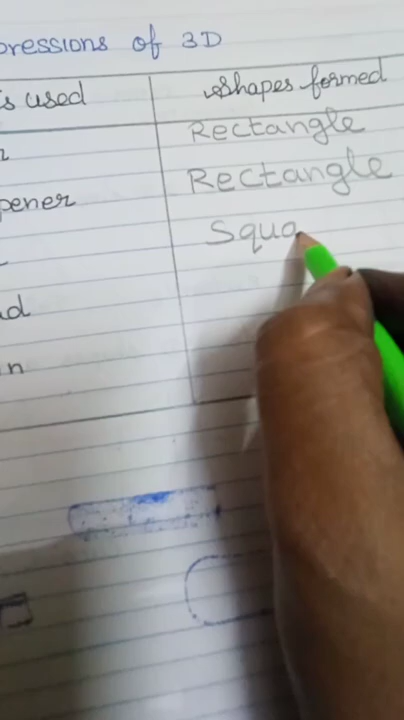 pressions of 3D
s used Shapes formed
Rectangle
pener Rectangle
Squa
d
n